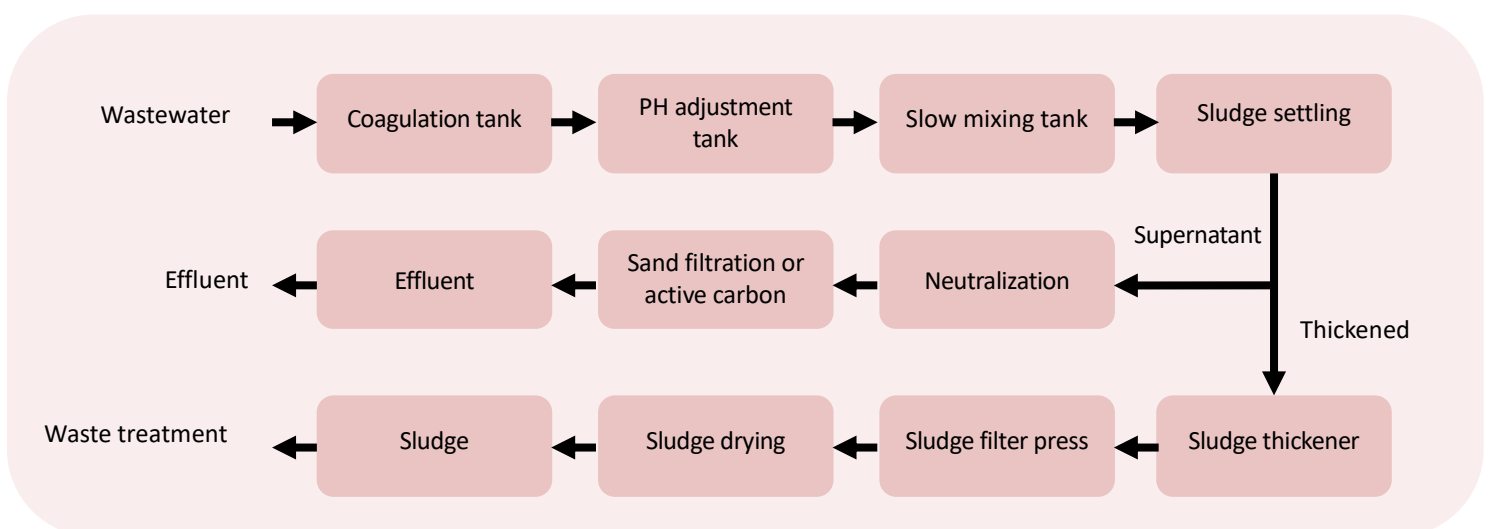 Wastewater
Coagulation tank
PH adjustment
tank
Slow mixing tank
Sludge settling
Supernatant
Effluent
Effluent
Sand filtration or
active carbon
Neutralization
Thickened
Waste treatment
Sludge
Sludge drying
Sludge filter press
Sludge thickener